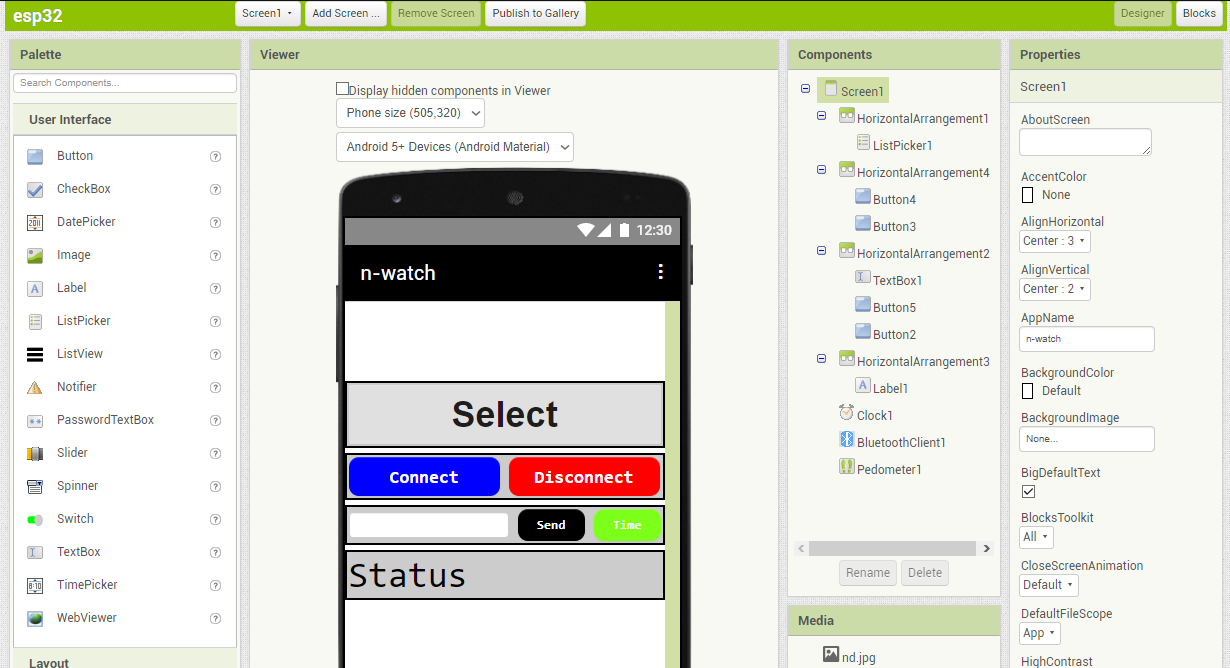 esp32
Screen1
Add Screen ...
Remove Screen
Publish to Gallery
Designer
Blocks
Palette
Search Components...
User Interface
Button
CheckBox
DatePicker
Image
Label
ListPicker
ListView
Notifier
PasswordTextBox
Slider
Spinner
Switch
TextBox
TimePicker
WebViewer
Layout
Viewer
Display hidden components in Viewer
Phone size (505,320)
Android 5+ Devices (Android Material)
12:30
n-watch
Select
Connect
Disconnect
Send
Time
Status
Components
Screen1
HorizontalArrangement1
ListPicker1
HorizontalArrangement4
Button4
Button3
HorizontalArrangement2
TextBox1
Button5
Button2
HorizontalArrangement3
Label1
Clock1
BluetoothClient1
Pedometer1
Rename
Delete
Media
nd.jpg
Properties
Screen1
AboutScreen
AccentColor
None
AlignHorizontal
Center : 3
AlignVertical
Center : 2
AppName
n-watch
BackgroundColor
Default
BackgroundImage
None...
BigDefaultText
BlocksToolkit
All
CloseScreenAnimation
Default
DefaultFileScope
App
HighContrast